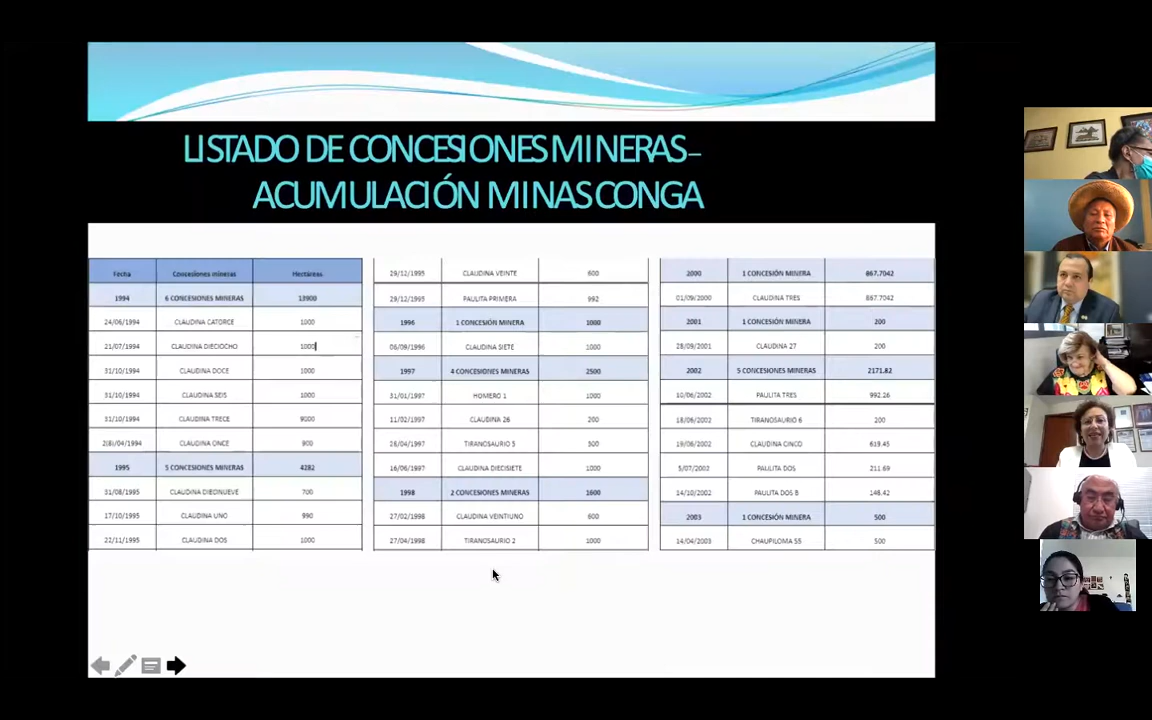 LISTADO DE CONCESIONES MINERAS–
ACUMULACIÓN MINAS CONGA
Fecha Concesiones mineras Hectáreas
1994 6 CONCESIONES MINERAS 13900
24/06/1994 CLAUDINA CATORCE 1000
21/07/1994 CLAUDINA DIECIOCHO 1000
31/10/1994 CLAUDINA DOCE 1000
31/10/1994 CLAUDINA SEIS 1000
31/10/1994 CLAUDINA TRECE 9000
2(8)/04/1994 CLAUDINA ONCE 900
1995 5 CONCESIONES MINERAS 4282
31/08/1995 CLAUDINA DIECINUEVE 700
17/10/1995 CLAUDINA UNO 990
22/11/1995 CLAUDINA DOS 1000
29/12/1995 CLAUDINA VEINTE 600
29/12/1995 PAULITA PRIMERA 992
1996 1 CONCESIÓN MINERA 1000
06/09/1996 CLAUDINA SIETE 1000
1997 4 CONCESIONES MINERAS 2500
31/01/1997 HOMERO 1 1000
11/02/1997 CLAUDINA 26 200
28/04/1997 TIRANOSAURIO 5 300
16/06/1997 CLAUDINA DIECISIETE 1000
1998 2 CONCESIONES MINERAS 1600
27/02/1998 CLAUDINA VEINTIUNO 600
27/04/1998 TIRANOSAURIO 2 1000
2000 1 CONCESIÓN MINERA 867.7042
01/09/2000 CLAUDINA TRES 867.7042
2001 1 CONCESIÓN MINERA 200
28/09/2001 CLAUDINA 27 200
2002 5 CONCESIONES MINERAS 2171.82
10/06/2002 PAULITA TRES 992.26
18/06/2002 TIRANOSAURIO 6 200
19/06/2002 CLAUDINA CINCO 619.45
5/07/2002 PAULITA DOS 211.69
14/10/2002 PAULITA DOS B 148.42
2003 1 CONCESIÓN MINERA 500
14/04/2003 CHAUPILOMA 55 500